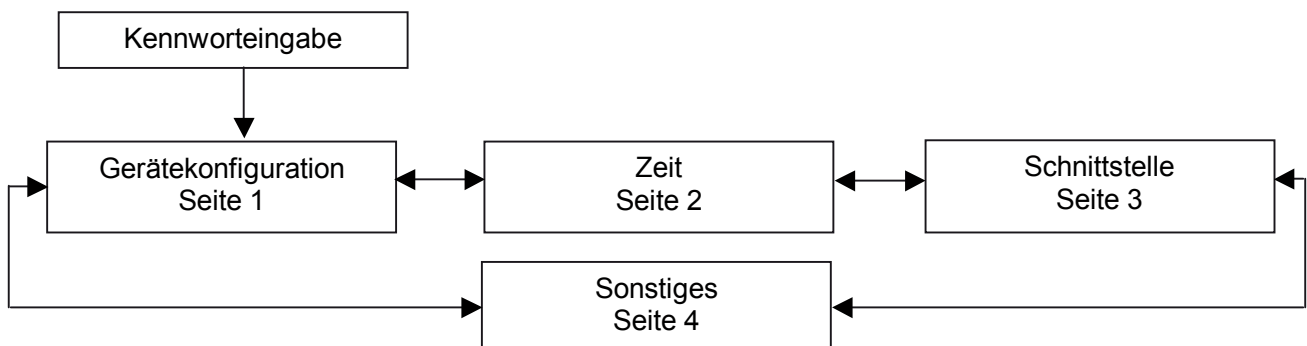 Kennworteingabe
Gerätekonfiguration
Seite 1
Zeit
Seite 2
Schnittstelle
Seite 3
Sonstiges
Seite 4